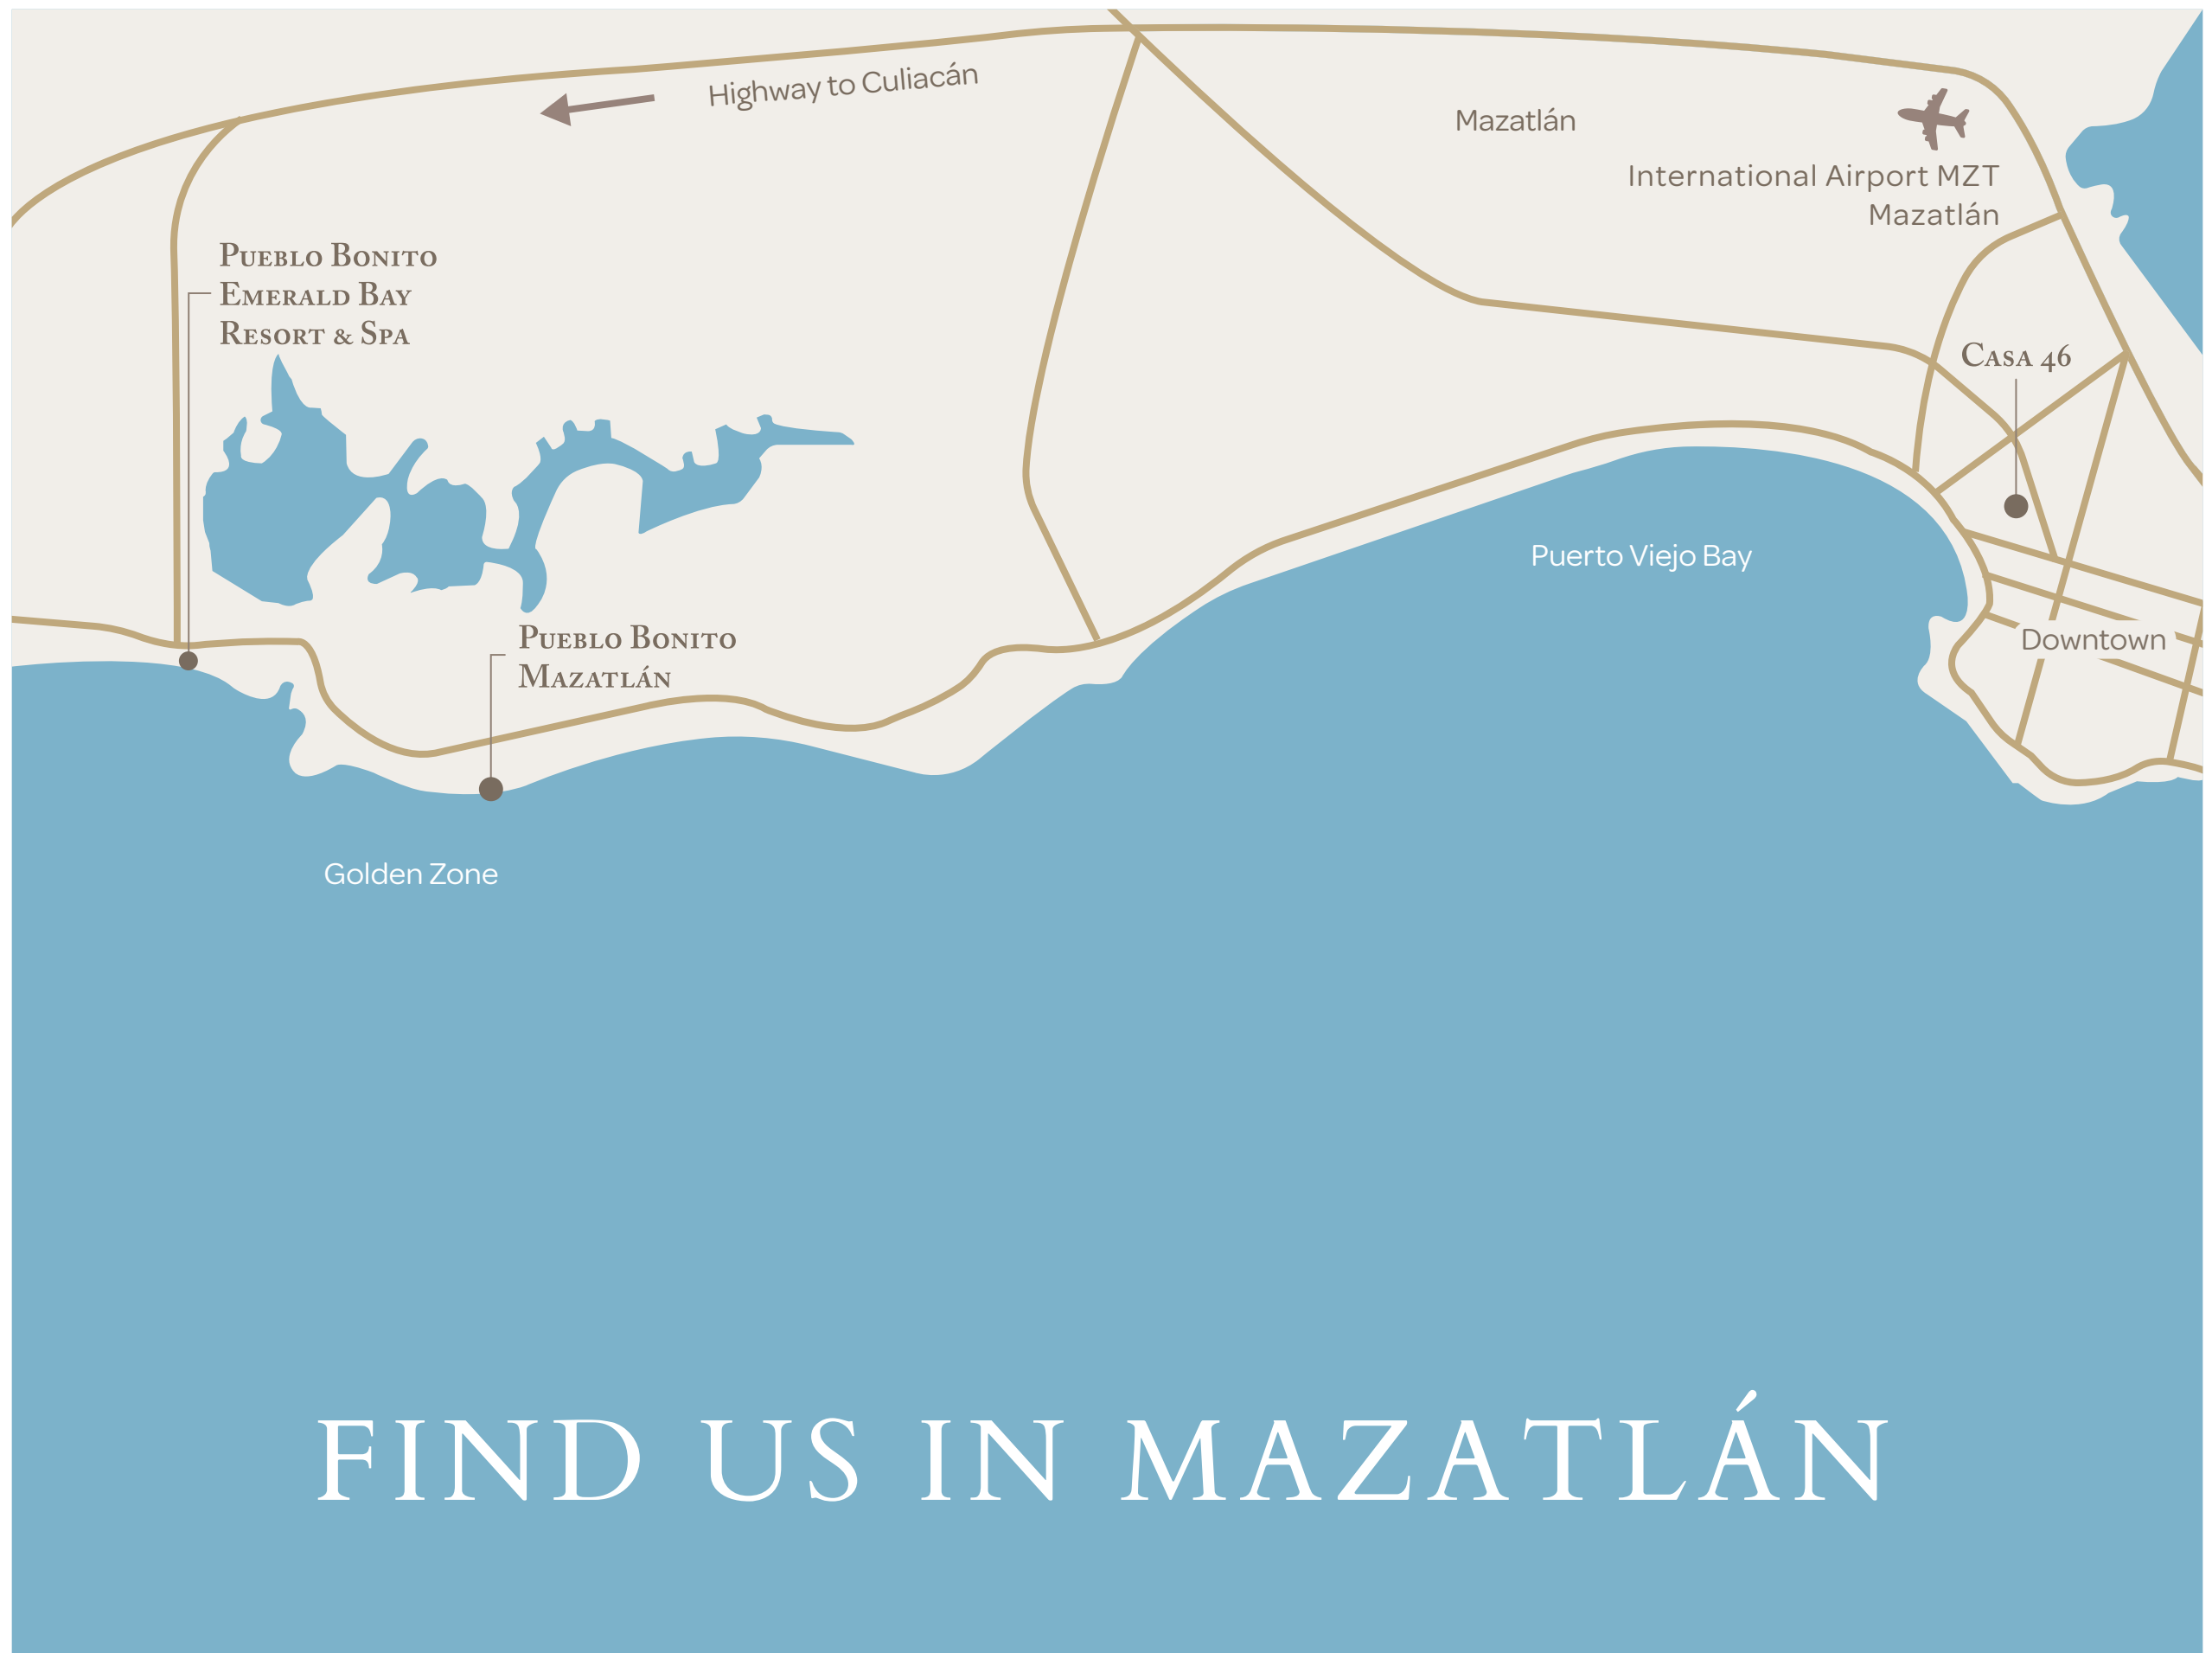 Highway to Culiacán
Mazatlán
International Airport MZT
Mazatlán
PUEBLO BONITO
EMERALD BAY
RESORT & SPA
CASA 46
Puerto Viejo Bay
Downtown
PUEBLO BONITO
MAZATLÁN
Golden Zone
FIND US IN MAZATLÁN